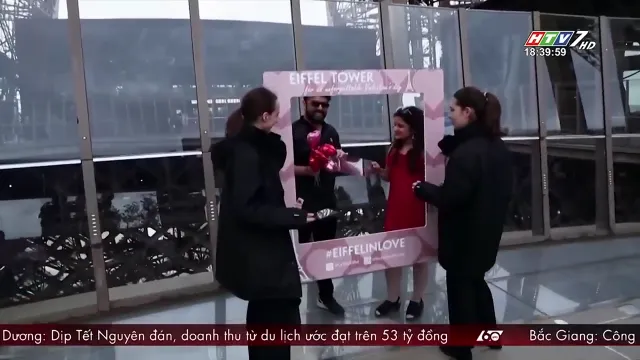 HTV7 HD
18:39:59
EIFFEL TOWER
#EIFFELINLOVE
Dương: Dịp Tết Nguyên đán, doanh thu từ du lịch ước đạt trên 53 tỷ đồng 60 Bắc Giang: Công